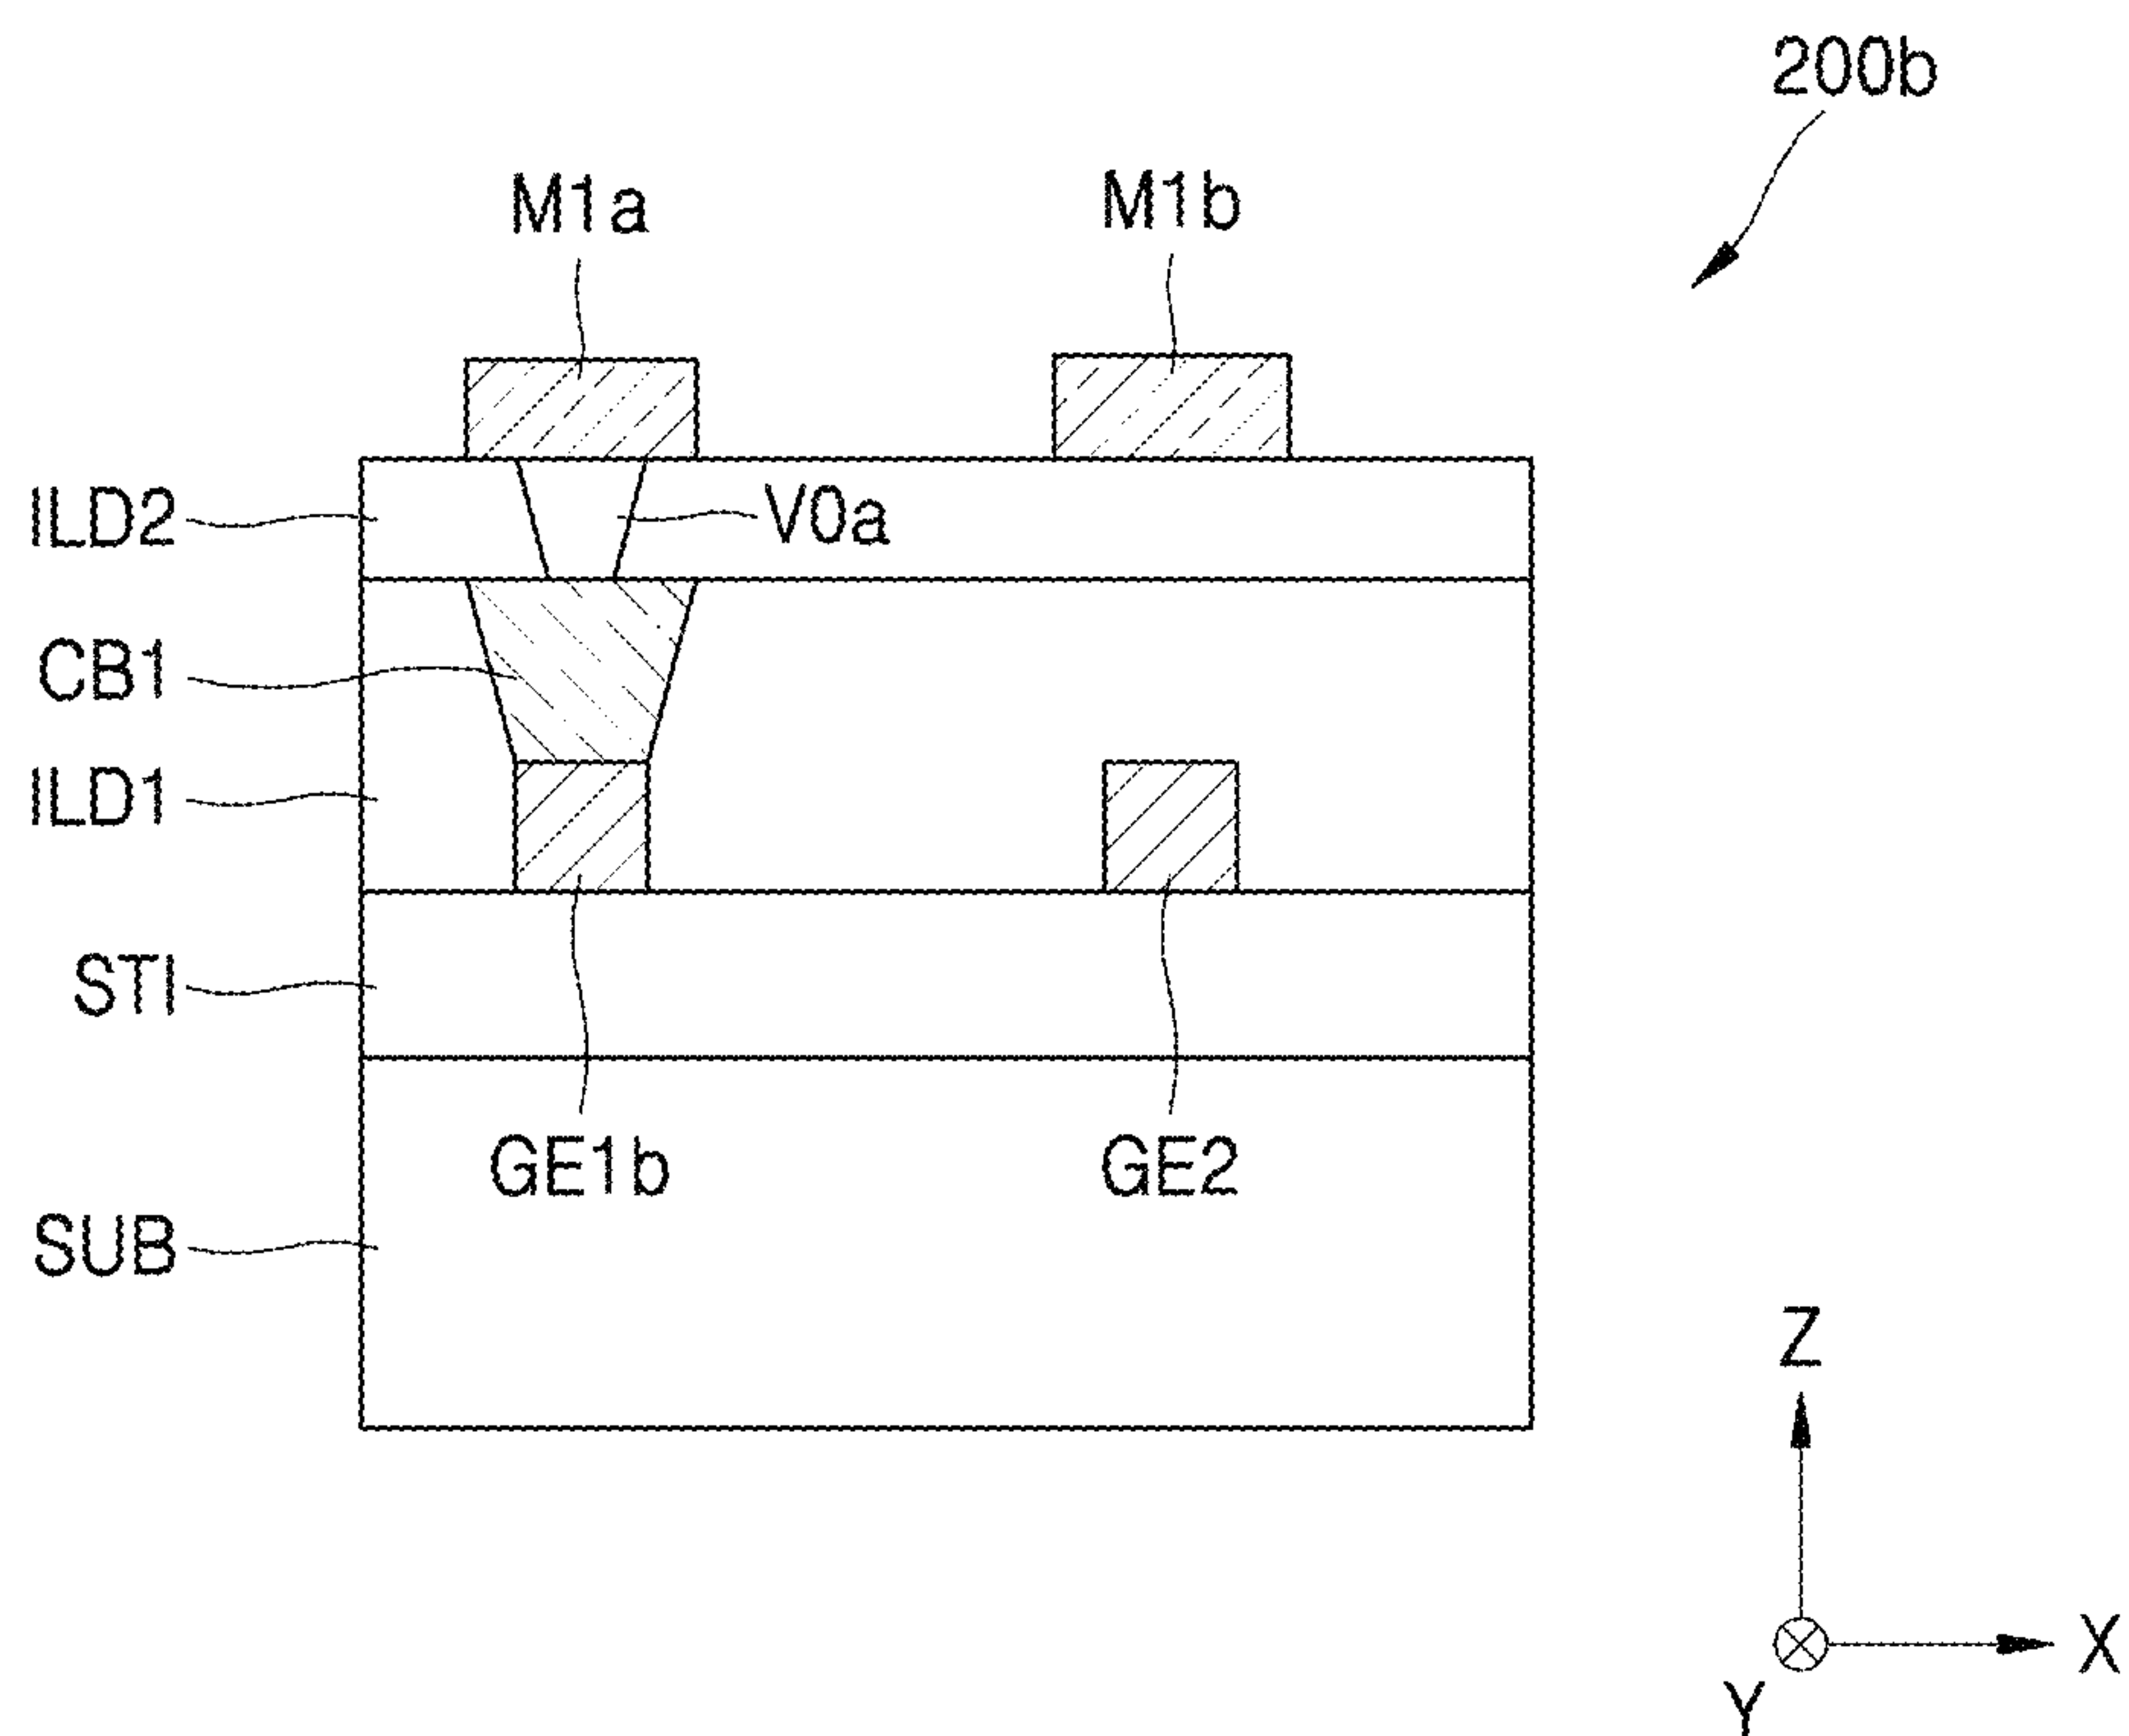 200b
M1a
M1b
ILD2
V0a
CB1
ILD1
STI
GE1b
GE2
SUB
Z
X
Y